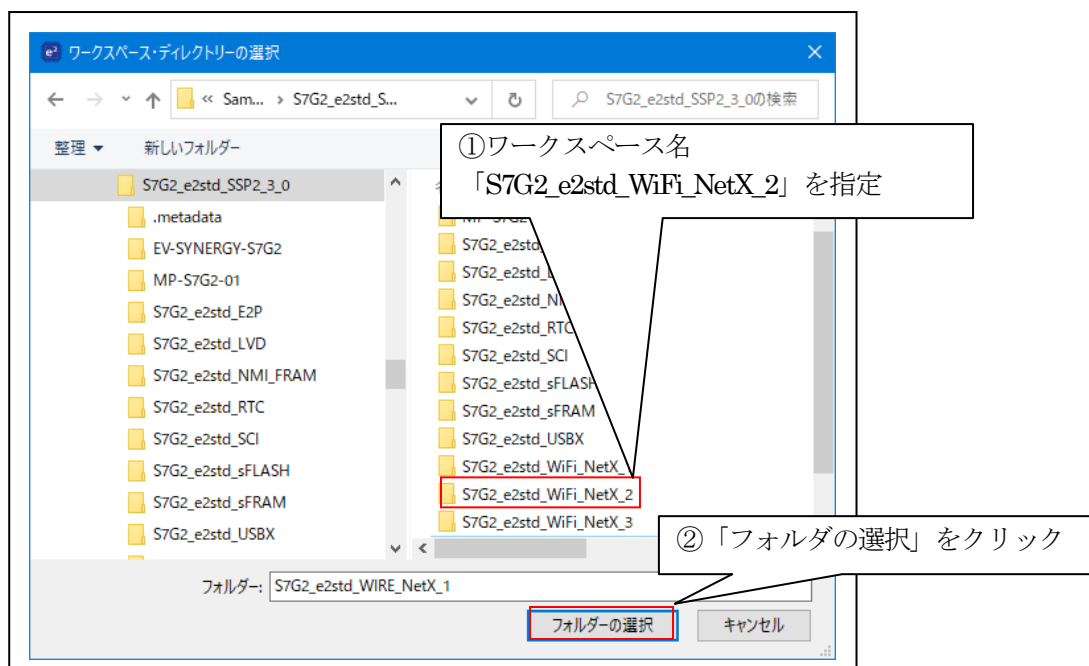 e² ワークスペース・ディレクトリーの選択
« Sam... › S7G2_e2std_S...
S7G2_e2std_SSP2_3_0の検索
整理 新しいフォルダー
①ワークスペース名
「S7G2_e2std_WiFi_NetX_2」を指定
S7G2_e2std_SSP2_3_0
.metadata
EV-SYNERGY-S7G2
MP-S7G2-01
S7G2_e2std_E2P
S7G2_e2std_LVD
S7G2_e2std_NMI_FRAM
S7G2_e2std_RTC
S7G2_e2std_SCI
S7G2_e2std_sFLASH
S7G2_e2std_sFRAM
S7G2_e2std_USBX
S7G2_e2std_RTC
S7G2_e2std_SCI
S7G2_e2std_sFLASH
S7G2_e2std_sFRAM
S7G2_e2std_USBX
S7G2_e2std_WiFi_NetX_
S7G2_e2std_WiFi_NetX_2
S7G2_e2std_WiFi_NetX_3
②「フォルダの選択」をクリック
フォルダー: S7G2_e2std_WIRE_NetX_1
フォルダーの選択 キャンセル